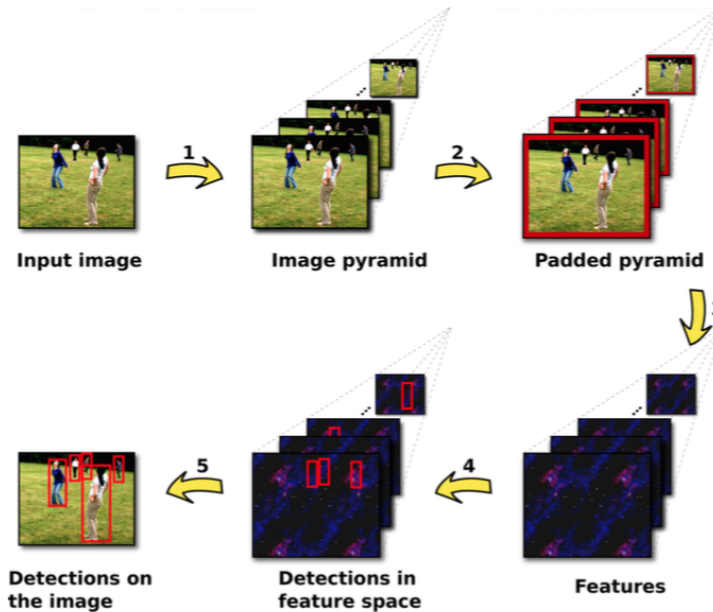 1
2
Input image
Image pyramid
Padded pyramid
5
4
Detections on
the image
Detections in
feature space
Features